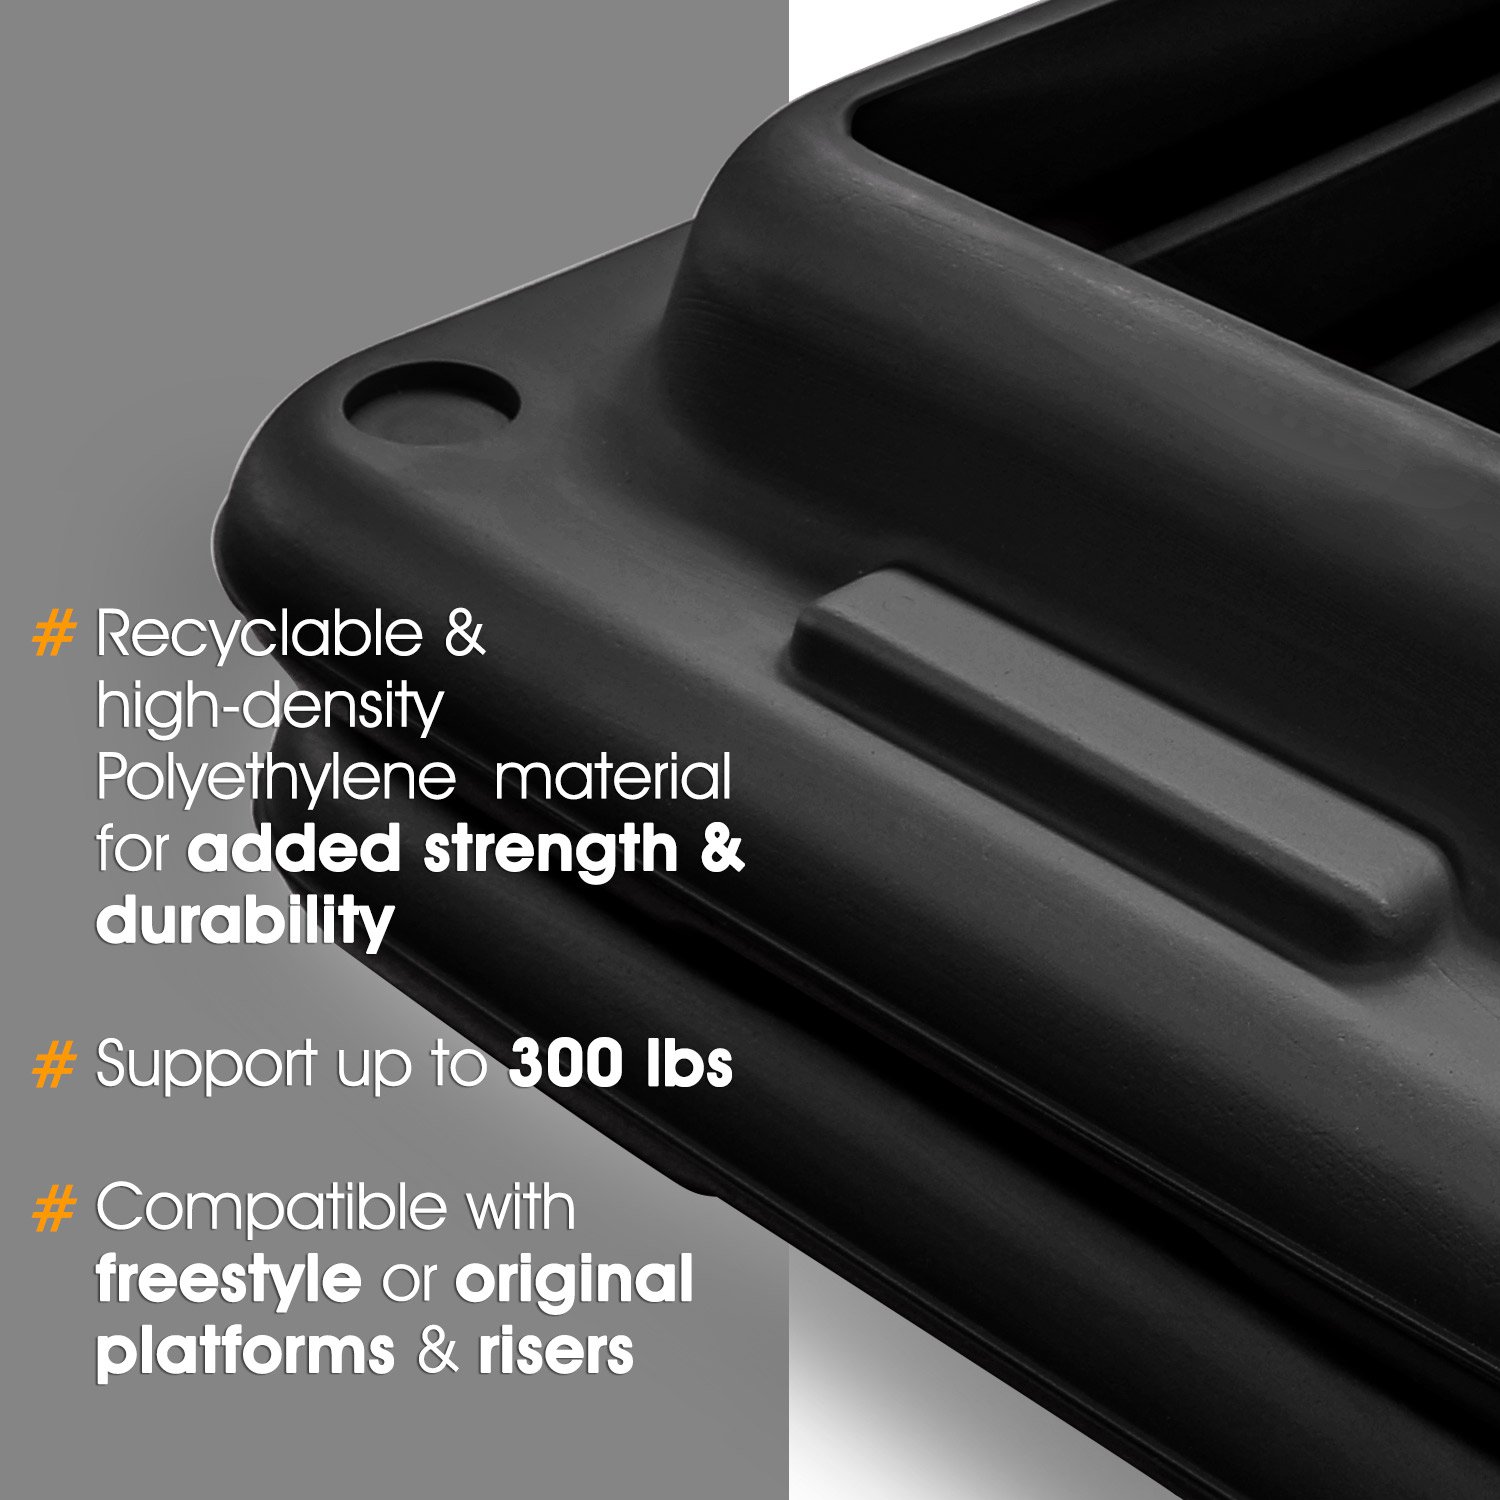 # Recyclable &
high-density
Polyethylene material
for added strength &
durability
# Support up to 300 lbs
# Compatible with
freestyle or original
platforms & risers